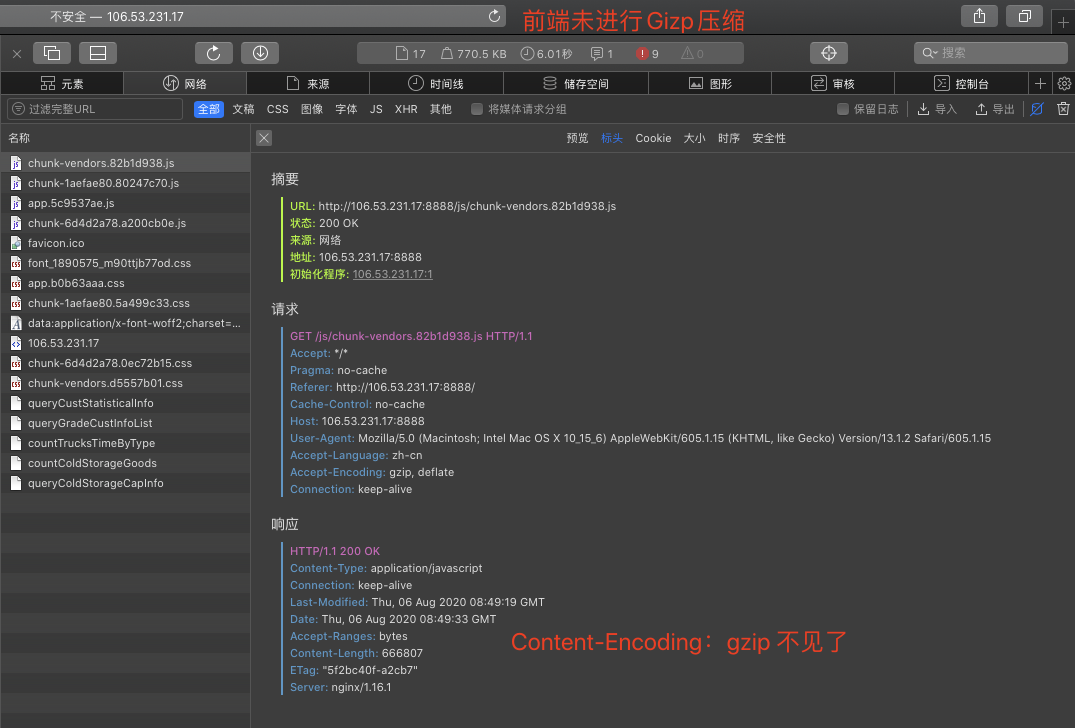 不安全 — 106.53.231.17
前端未进行Gizp压缩
17
770.5 KB
6.01秒
1
9
0
搜索
元素
网络
来源
时间线
储存空间
图形
审核
控制台
过滤完整URL
全部
文稿
CSS
图像
字体
JS
XHR
其他
将媒体请求分组
保留日志
导入
导出
名称
预览
标头
Cookie
大小
时序
安全性
chunk-vendors.82b1d938.js
chunk-1aefae80.80247c70.js
app.5c9537ae.js
chunk-6d4d2a78.a200cb0e.js
favicon.ico
font_1890575_m90ttjb77od.css
app.b0b63aaa.css
chunk-1aefae80.5a499c33.css
data:application/x-font-woff2;charset=...
106.53.231.17
chunk-6d4d2a78.0ec72b15.css
chunk-vendors.d5557b01.css
queryCustStatisticalInfo
queryGradeCustInfoList
countTrucksTimeByType
countColdStorageGoods
queryColdStorageCapInfo
摘要
URL: http://106.53.231.17:8888/js/chunk-vendors.82b1d938.js
状态: 200 OK
来源: 网络
地址: 106.53.231.17:8888
初始化程序: 106.53.231.17:1
请求
GET /js/chunk-vendors.82b1d938.js HTTP/1.1
Accept: */*
Pragma: no-cache
Referer: http://106.53.231.17:8888/
Cache-Control: no-cache
Host: 106.53.231.17:8888
User-Agent: Mozilla/5.0 (Macintosh; Intel Mac OS X 10_15_6) AppleWebKit/605.1.15 (KHTML, like Gecko) Version/13.1.2 Safari/605.1.15
Accept-Language: zh-cn
Accept-Encoding: gzip, deflate
Connection: keep-alive
响应
HTTP/1.1 200 OK
Content-Type: application/javascript
Connection: keep-alive
Last-Modified: Thu, 06 Aug 2020 08:49:19 GMT
Date: Thu, 06 Aug 2020 08:49:33 GMT
Accept-Ranges: bytes
Content-Length: 666807
ETag: "5f2bc40f-a2cb7"
Server: nginx/1.16.1
Content-Encoding：gzip 不见了